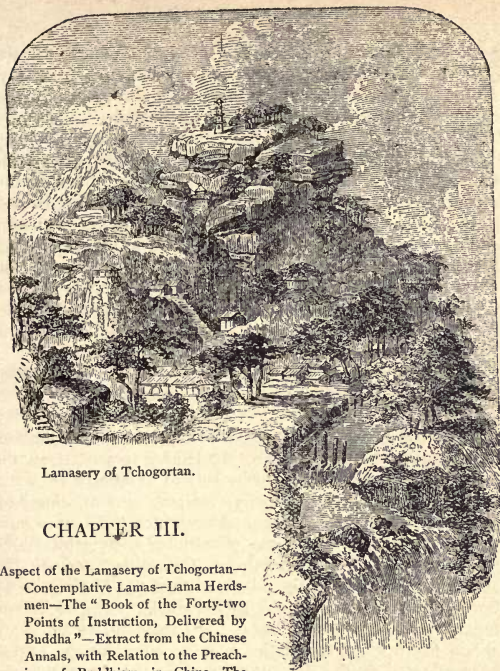 Lamasery of Tchogortan.
CHAPTER III.
Aspect of the Lamasery of Tchogortan—
Contemplative Lamas—Lama Herds-
men—The "Book of the Forty-two
Points of Instruction, Delivered by
Buddha"—Extract from the Chinese
Annals, with Relation to the Preach-